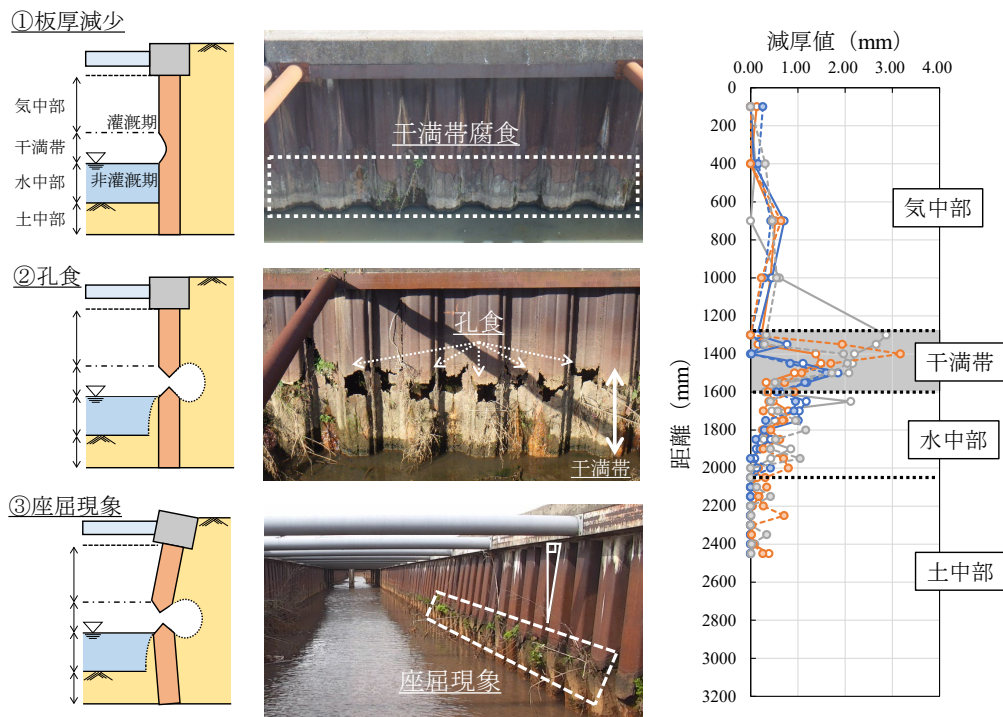 ①板厚減少
気中部
灌漑期
干満帯
水中部
非灌漑期
土中部
干満帯腐食
②孔食
孔食
干満帯
③座屈現象
座屈現象
減厚値（mm）
0.00 1.00 2.00 3.00 4.00
0
200
400
600
800
1000
1200
1400
1600
1800
2000
2200
2400
2600
2800
3000
3200
距離（mm）
気中部
干満帯
水中部
土中部